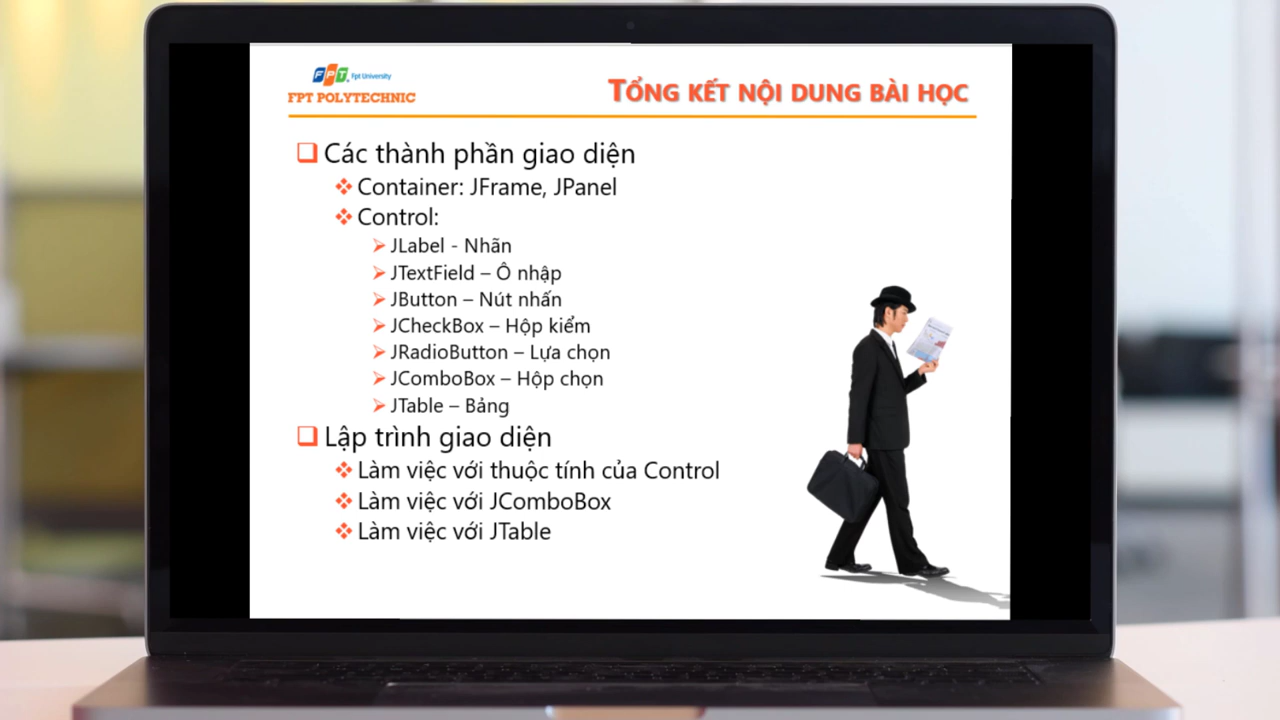 FPT. Fpt University
FPT POLYTECHNIC
TỔNG KẾT NỘI DUNG BÀI HỌC
Các thành phần giao diện
Container: JFrame, JPanel
Control:
JLabel - Nhãn
JTextField – Ô nhập
JButton – Nút nhấn
JCheckBox – Hộp kiểm
JRadioButton – Lựa chọn
JComboBox – Hộp chọn
JTable – Bảng
Lập trình giao diện
Làm việc với thuộc tính của Control
Làm việc với JComboBox
Làm việc với JTable